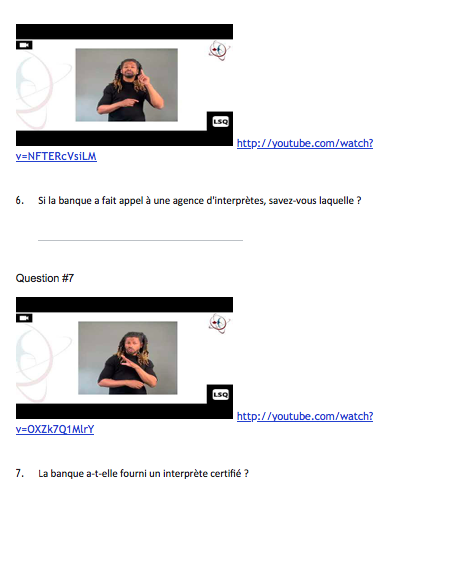 LSQ
http://youtube.com/watch?
v=NFTERcVsiLM
6. Si la banque a fait appel à une agence d'interprètes, savez-vous laquelle ?
Question #7
LSQ
http://youtube.com/watch?
v=OXZk7Q1MlrY
7. La banque a-t-elle fourni un interprète certifié ?